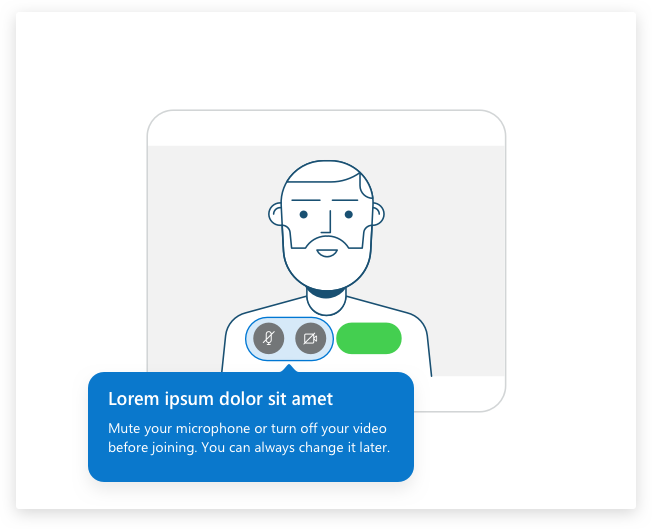 Lorem ipsum dolor sit amet
Mute your microphone or turn off your video
before joining. You can always change it later.